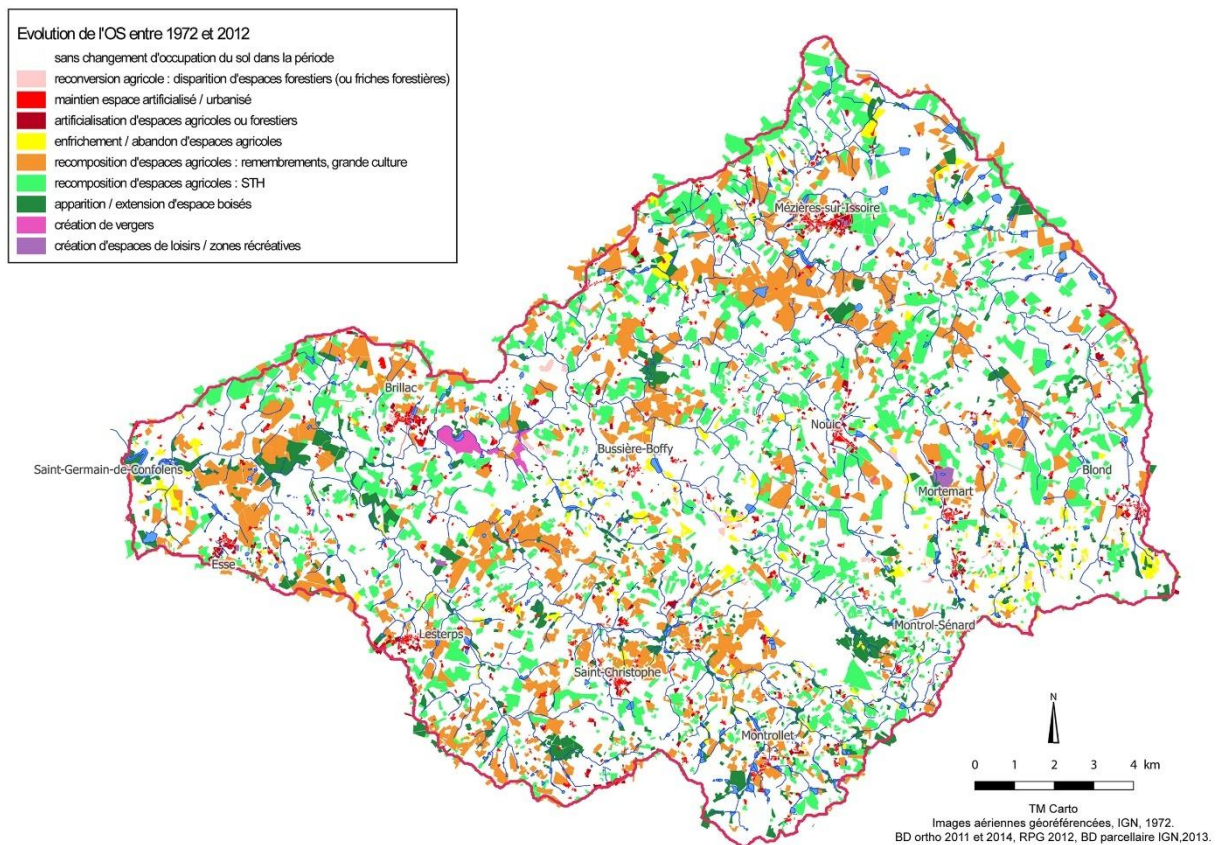 Evolution de l'OS entre 1972 et 2012
sans changement d'occupation du sol dans la période
reconversion agricole : disparition d'espaces forestiers (ou friches forestières)
maintien espace artificialisé / urbanisé
artificialisation d'espaces agricoles ou forestiers
enfrichement / abandon d'espaces agricoles
recomposition d'espaces agricoles : remembrements, grande culture
recomposition d'espaces agricoles : STH
apparition / extension d'espace boisés
création de vergers
création d'espaces de loisirs / zones récréatives
Mézières-sur-Issoire
Brillac
Nouic
Bussière-Boffy
Saint-Germain-de-Confolens
Blond
Mortemart
Esse
Montrol-Sénard
Lesterps
Saint-Christophe
Montrollet
N
0 1 2 3 4 km
TM Carto
Images aériennes géoréférencées, IGN, 1972.
BD ortho 2011 et 2014, RPG 2012, BD parcellaire IGN,2013.